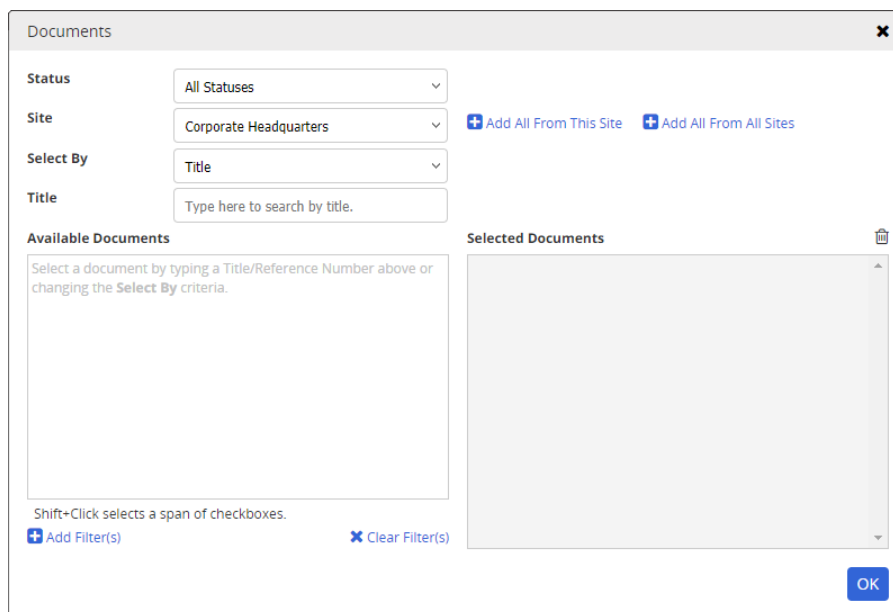 Documents
Status
All Statuses
Site
Corporate Headquarters
Add All From This Site
Add All From All Sites
Select By
Title
Title
Type here to search by title.
Available Documents
Selected Documents
Select a document by typing a Title/Reference Number above or
changing the Select By criteria.
Shift+Click selects a span of checkboxes.
Add Filter(s)
Clear Filter(s)
OK